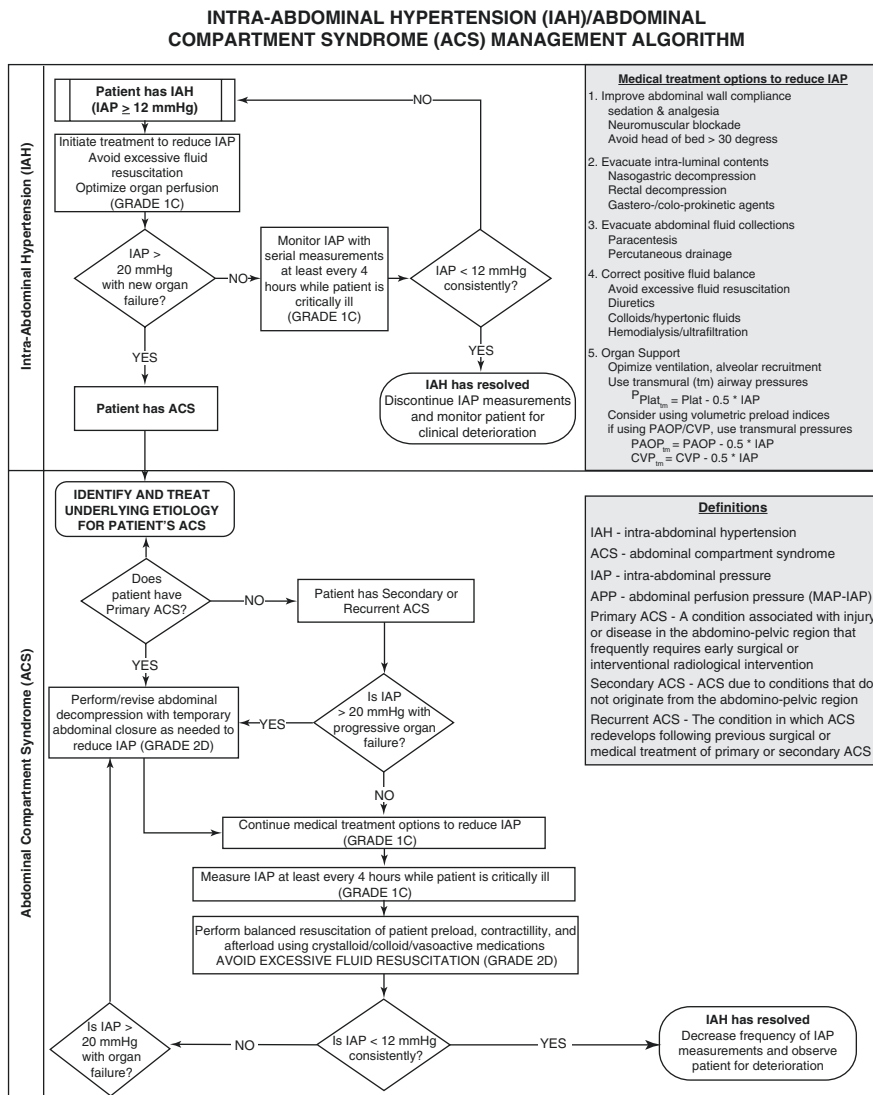 INTRA-ABDOMINAL HYPERTENSION (IAH)/ABDOMINAL
COMPARTMENT SYNDROME (ACS) MANAGEMENT ALGORITHM
Intra-Abdominal Hypertension (IAH)
Patient has IAH
(IAP ≥ 12 mmHg)
NO
Initiate treatment to reduce IAP
Avoid excessive fluid
resuscitation
Optimize organ perfusion
(GRADE 1C)
IAP >
20 mmHg
with new organ
failure?
NO
Monitor IAP with
serial measurements
at least every 4
hours while patient is
critically ill
(GRADE 1C)
IAP < 12 mmHg
consistently?
YES
YES
Patient has ACS
IAH has resolved
Discontinue IAP measurements
and monitor patient for
clinical deterioration
Medical treatment options to reduce IAP
1. Improve abdominal wall compliance
sedation & analgesia
Neuromuscular blockade
Avoid head of bed > 30 degress
2. Evacuate intra-luminal contents
Nasogastric decompression
Rectal decompression
Gastero-/colo-prokinetic agents
3. Evacuate abdominal fluid collections
Paracentesis
Percutaneous drainage
4. Correct positive fluid balance
Avoid excessive fluid resuscitation
Diuretics
Colloids/hypertonic fluids
Hemodialysis/ultrafiltration
5. Organ Support
Opimize ventilation, alveolar recruitment
Use transmural (tm) airway pressures
PPlattm = Plat - 0.5 * IAP
Consider using volumetric preload indices
if using PAOP/CVP, use transmural pressures
PAOPtm = PAOP - 0.5 * IAP
CVPtm = CVP - 0.5 * IAP
Abdominal Compartment Syndrome (ACS)
IDENTIFY AND TREAT
UNDERLYING ETIOLOGY
FOR PATIENT'S ACS
Does
patient have
Primary ACS?
NO
Patient has Secondary or
Recurrent ACS
YES
Perform/revise abdominal
decompression with temporary
abdominal closure as needed to
reduce IAP (GRADE 2D)
YES
Is IAP
> 20 mmHg with
progressive organ
failure?
NO
Continue medical treatment options to reduce IAP
(GRADE 1C)
Measure IAP at least every 4 hours while patient is critically ill
(GRADE 1C)
Perform balanced resuscitation of patient preload, contractillity, and
afterload using crystalloid/colloid/vasoactive medications
AVOID EXCESSIVE FLUID RESUSCITATION (GRADE 2D)
Is IAP >
20 mmHg
with organ
failure?
NO
Is IAP < 12 mmHg
consistently?
YES
IAH has resolved
Decrease frequency of IAP
measurements and observe
patient for deterioration
Definitions
IAH - intra-abdominal hypertension
ACS - abdominal compartment syndrome
IAP - intra-abdominal pressure
APP - abdominal perfusion pressure (MAP-IAP)
Primary ACS - A condition associated with injury
or disease in the abdomino-pelvic region that
frequently requires early surgical or
interventional radiological intervention
Secondary ACS - ACS due to conditions that do
not originate from the abdomino-pelvic region
Recurrent ACS - The condition in which ACS
redevelops following previous surgical or
medical treatment of primary or secondary ACS